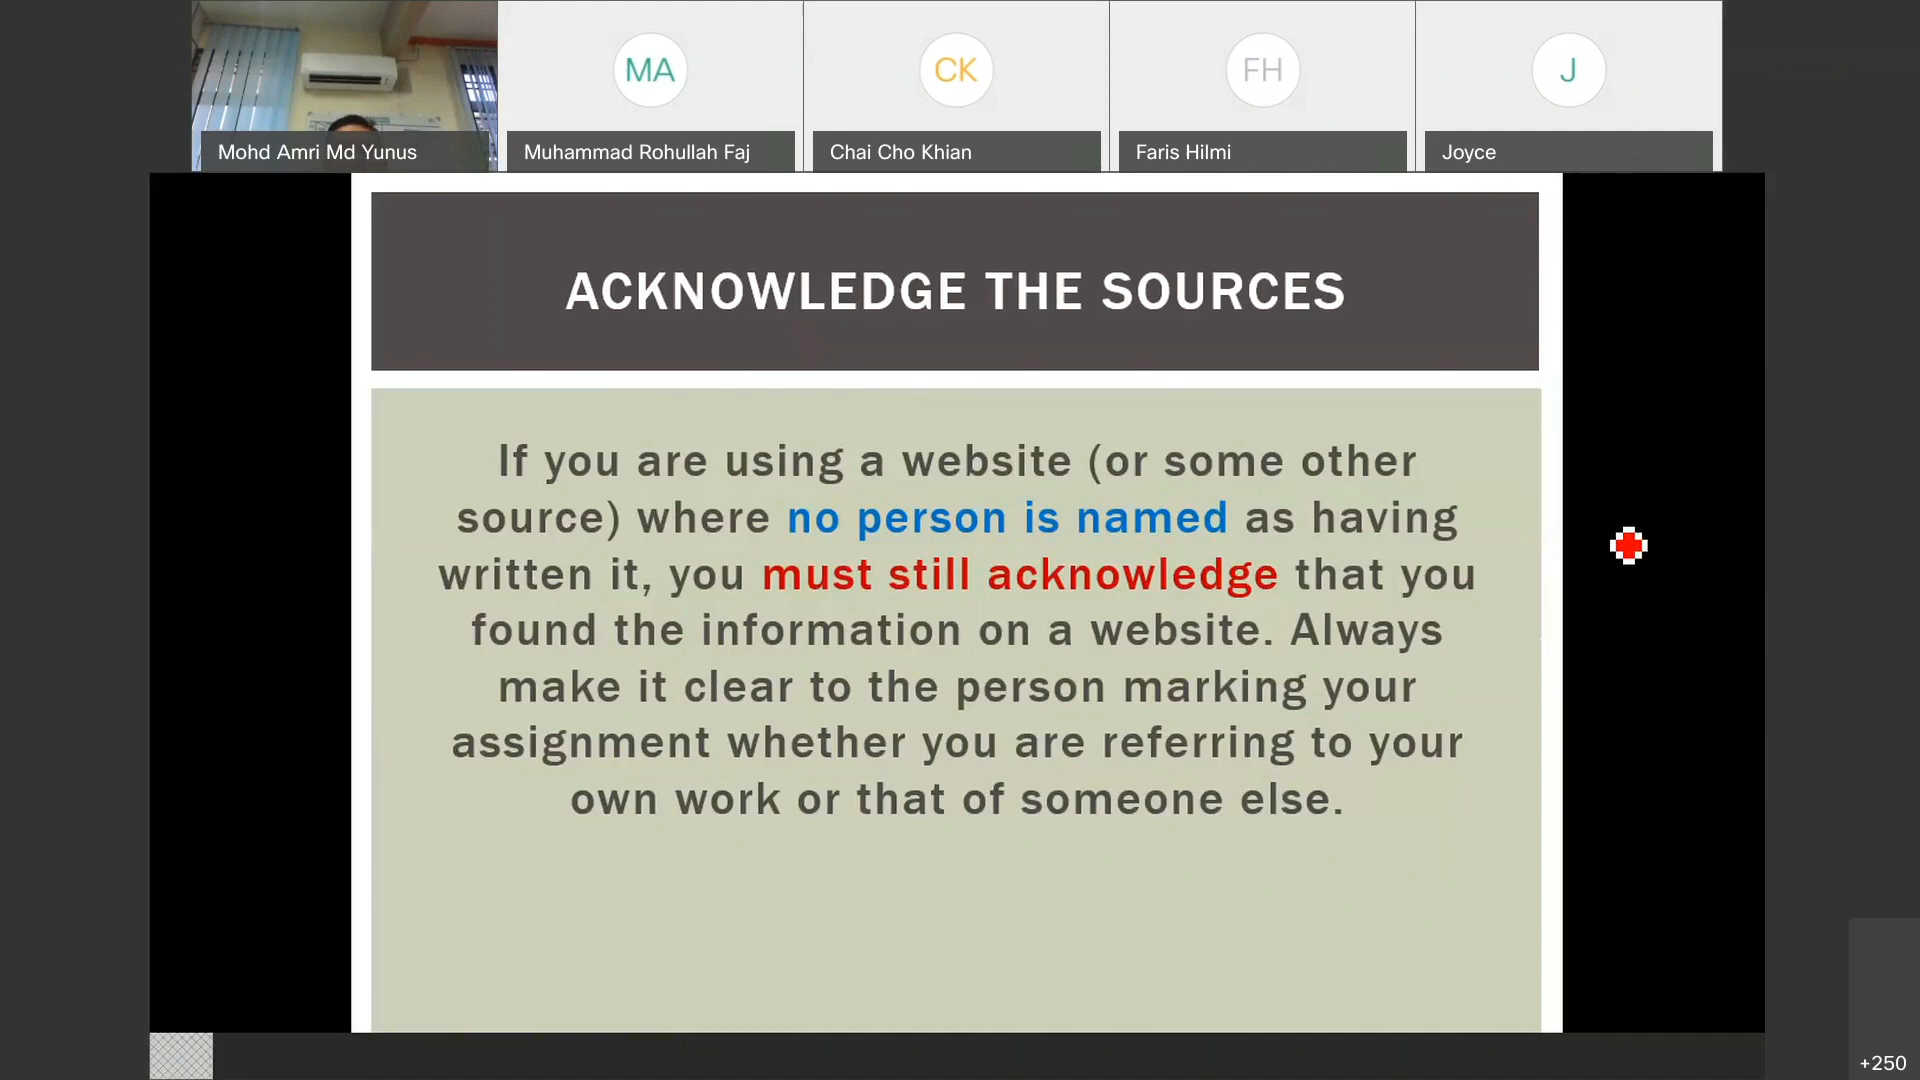 MA
CK
FH
J
Mohd Amri Md Yunus
Muhammad Rohullah Faj
Chai Cho Khian
Faris Hilmi
Joyce
ACKNOWLEDGE THE SOURCES
If you are using a website (or some other
source) where no person is named as having
written it, you must still acknowledge that you
found the information on a website. Always
make it clear to the person marking your
assignment whether you are referring to your
own work or that of someone else.
+250